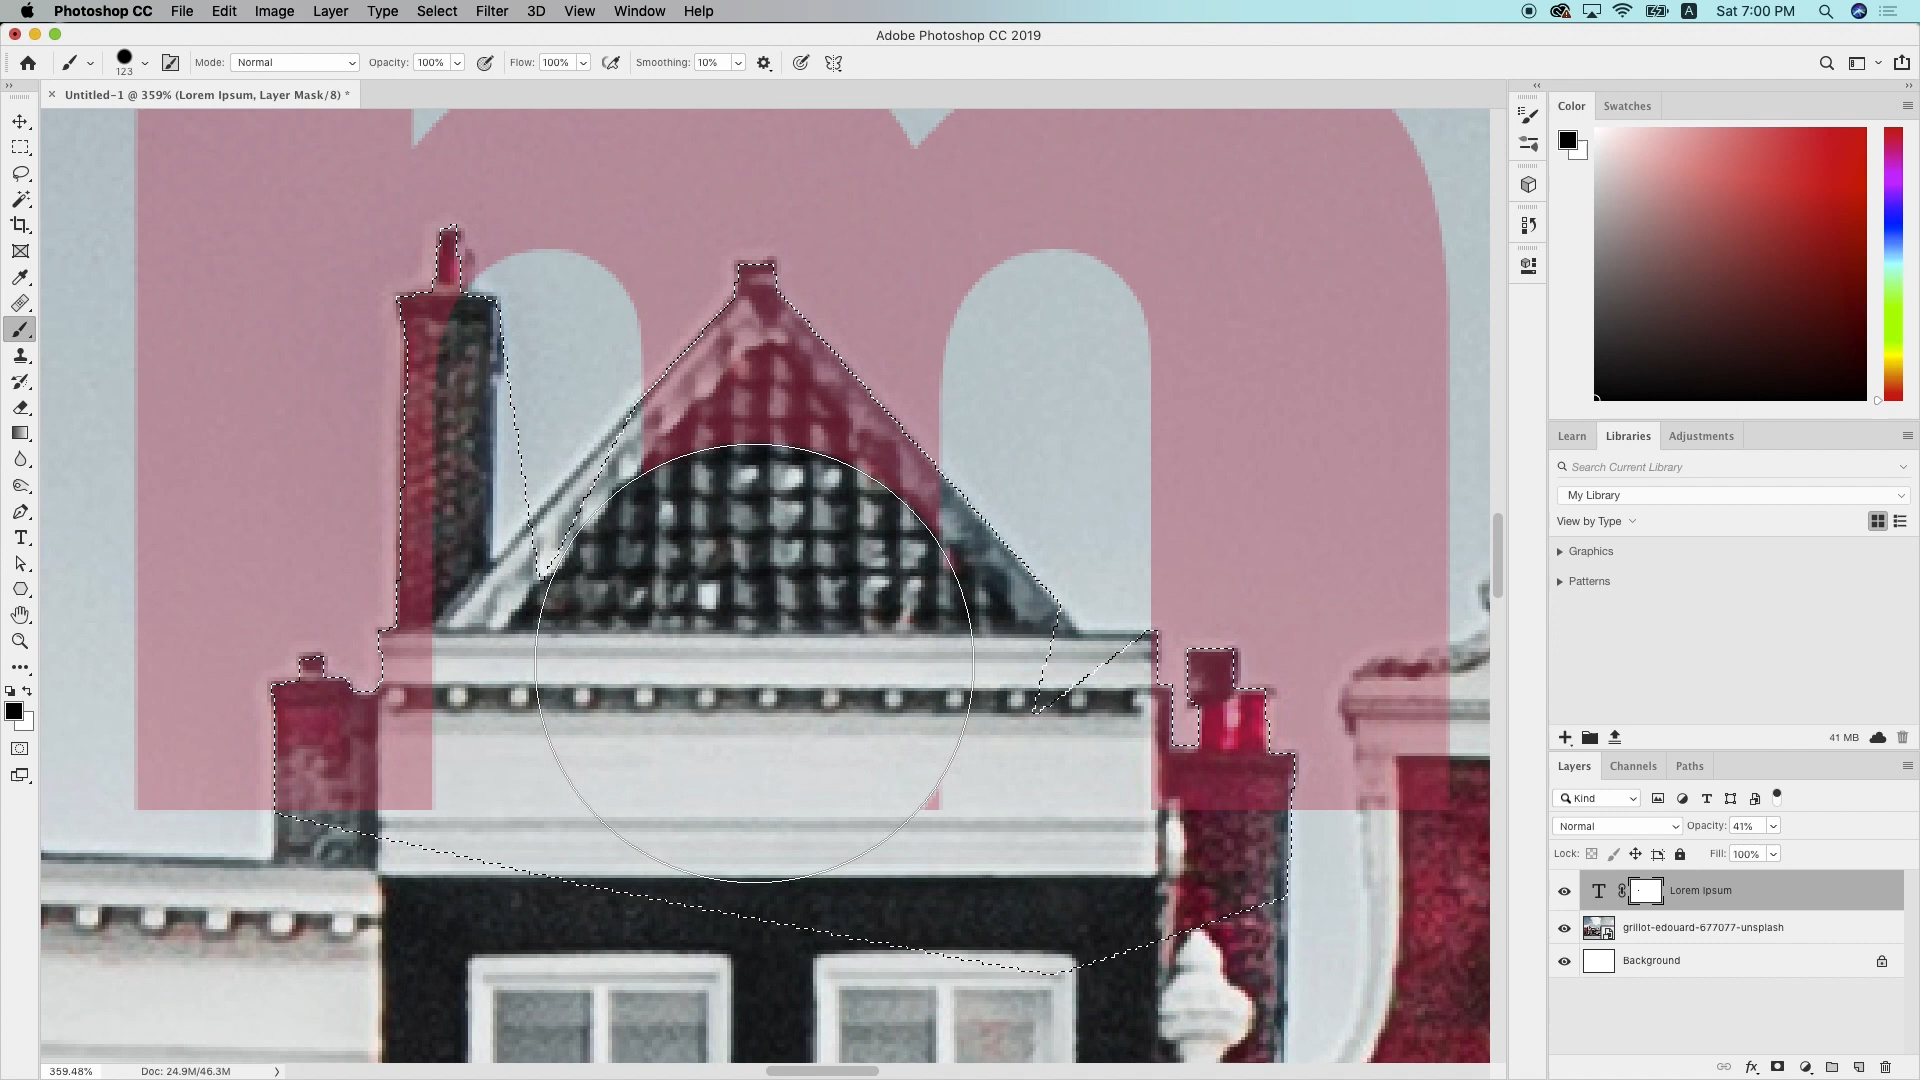 Photoshop CC File Edit Image Layer Type Select Filter 3D View Window Help
A Sat 7:00 PM
Adobe Photoshop CC 2019
123
Mode: Normal Opacity: 100% Flow: 100% Smoothing: 10%
Untitled-1 @ 359% (Lorem Ipsum, Layer Mask/8) *
Color Swatches
Learn Libraries Adjustments
Search Current Library
My Library
View by Type
Graphics
Patterns
41 MB
Layers Channels Paths
Kind
Normal Opacity: 41%
Lock: Fill: 100%
T Lorem Ipsum
grillot-edouard-677077-unsplash
Background
359.48% Doc: 24.9M/46.3M